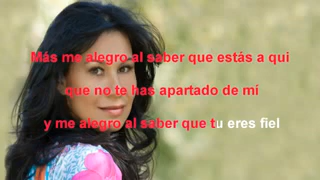 Más me alegro al saber que estás a qui
que no te has apartado de mí
y me alegro al saber que tu eres fiel